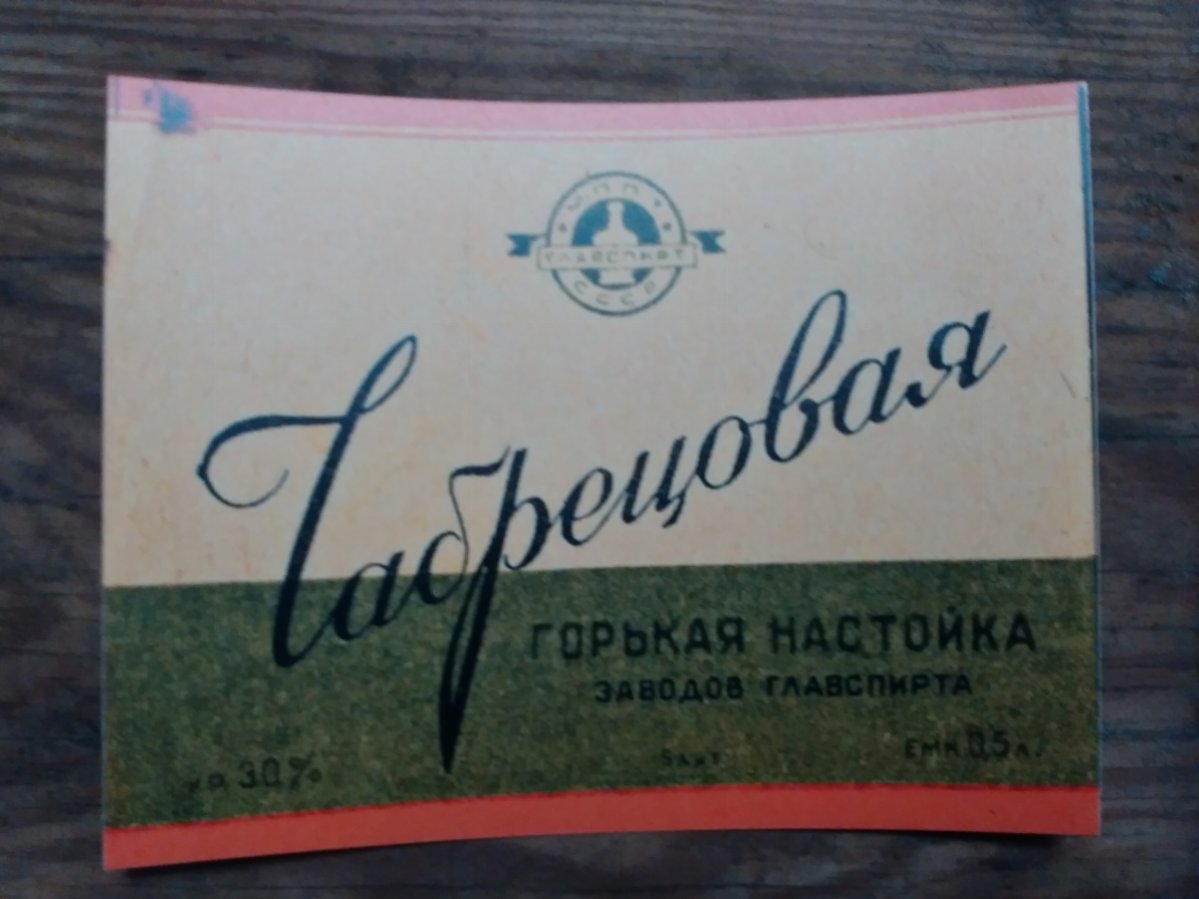 ГЛАВСПИРТ
СССР
Чабрецовая
ГОРЬКАЯ НАСТОЙКА
ЗАВОДОВ ГЛАВСПИРТА
30%
ЕМК. 0,5 л.